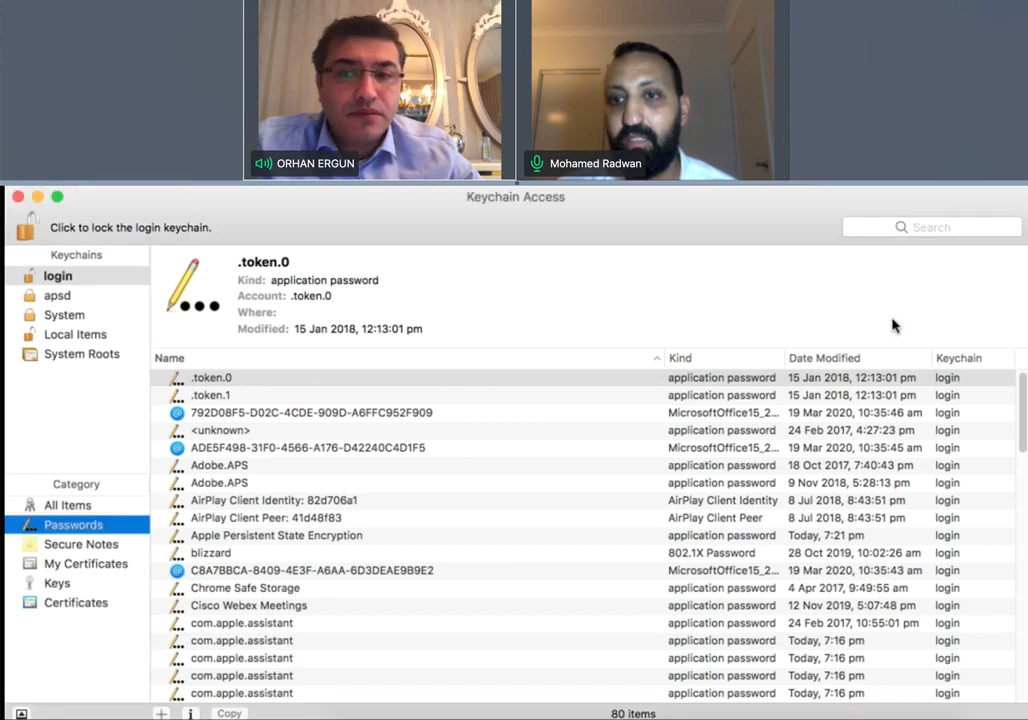 ORHAN ERGUN
Mohamed Radwan
Keychain Access
Click to lock the login keychain.
Search
Keychains
login
apsd
System
Local Items
System Roots
.token.0
Kind: application password
Account: .token.0
Where:
Modified: 15 Jan 2018, 12:13:01 pm
Name Kind Date Modified Keychain
.token.0 application password 15 Jan 2018, 12:13:01 pm login
.token.1 application password 15 Jan 2018, 12:13:01 pm login
792D08F5-D02C-4CDE-909D-A6FFC952F909 MicrosoftOffice15_2... 19 Mar 2020, 10:35:46 am login
<unknown> application password 24 Feb 2017, 4:27:23 pm login
ADE5F498-31F0-4566-A176-D42240C4D1F5 MicrosoftOffice15_2... 19 Mar 2020, 10:35:45 am login
Adobe.APS application password 18 Oct 2017, 7:40:43 pm login
Adobe.APS application password 9 Nov 2018, 5:28:13 pm login
AirPlay Client Identity: 82d706a1 AirPlay Client Identity 8 Jul 2018, 8:43:51 pm login
AirPlay Client Peer: 41d48f83 AirPlay Client Peer 8 Jul 2018, 8:43:51 pm login
Apple Persistent State Encryption application password Today, 7:21 pm login
blizzard 802.1X Password 28 Oct 2019, 10:02:26 am login
C8A7BBCA-8409-4E3F-A6AA-6D3DEAE9B9E2 MicrosoftOffice15_2... 19 Mar 2020, 10:35:43 am login
Chrome Safe Storage application password 4 Apr 2017, 9:49:55 am login
Cisco Webex Meetings application password 12 Nov 2019, 5:07:48 pm login
com.apple.assistant application password 24 Feb 2017, 10:55:01 pm login
com.apple.assistant application password Today, 7:16 pm login
com.apple.assistant application password Today, 7:16 pm login
com.apple.assistant application password Today, 7:16 pm login
com.apple.assistant application password Today, 7:16 pm login
Category
All Items
Passwords
Secure Notes
My Certificates
Keys
Certificates
Copy
80 items